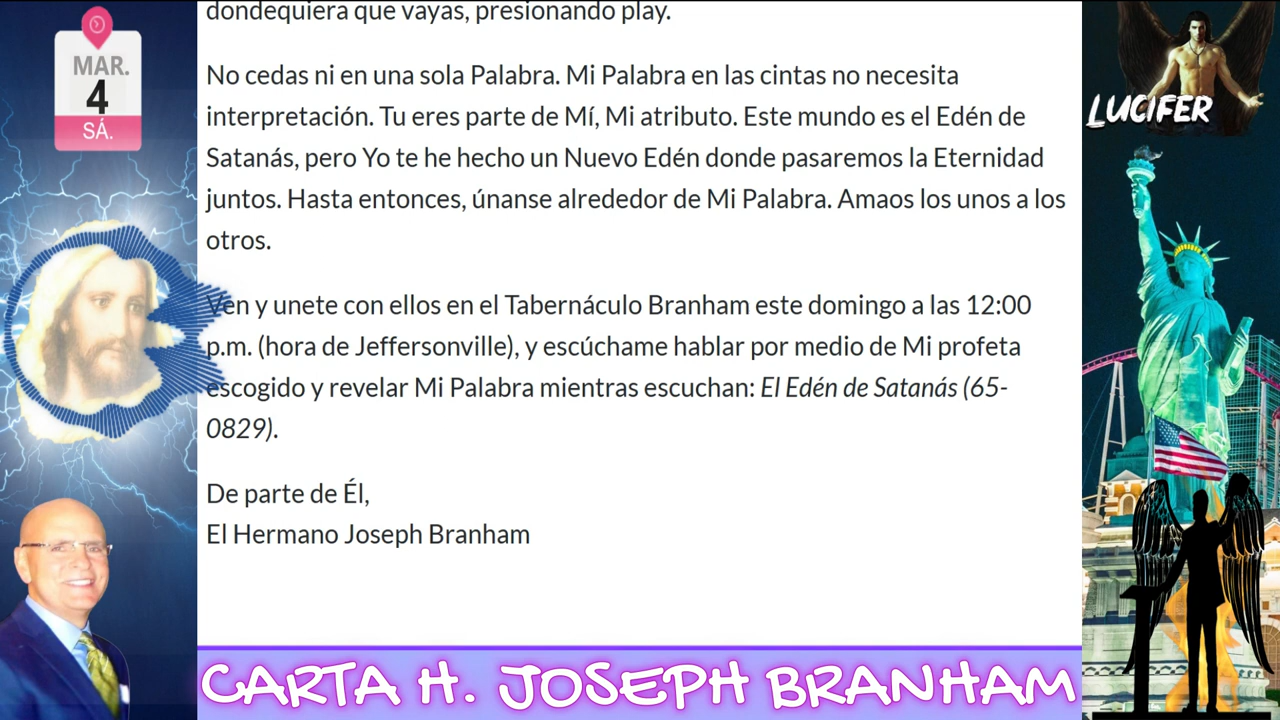 MAR.
4
SÁ.
dondequiera que vayas, presionando play.
No cedas ni en una sola Palabra. Mi Palabra en las cintas no necesita
interpretación. Tu eres parte de Mí, Mi atributo. Este mundo es el Edén de
Satanás, pero Yo te he hecho un Nuevo Edén donde pasaremos la Eternidad
juntos. Hasta entonces, únanse alrededor de Mi Palabra. Amaos los unos a los
otros.
Ven y unete con ellos en el Tabernáculo Branham este domingo a las 12:00
p.m. (hora de Jeffersonville), y escúchame hablar por medio de Mi profeta
escogido y revelar Mi Palabra mientras escuchan: El Edén de Satanás (65-
0829).
De parte de Él,
El Hermano Joseph Branham
LUCIFER
CARTA H. JOSEPH BRANHAM